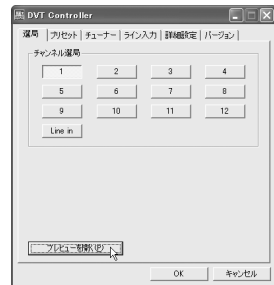 DVT Controller
選局 プリセット チューナー ライン入力 詳細設定 バージョン
チャンネル選局
1 2 3 4
5 6 7 8
9 10 11 12
Line in
プレビューを開く(P)
OK キャンセル